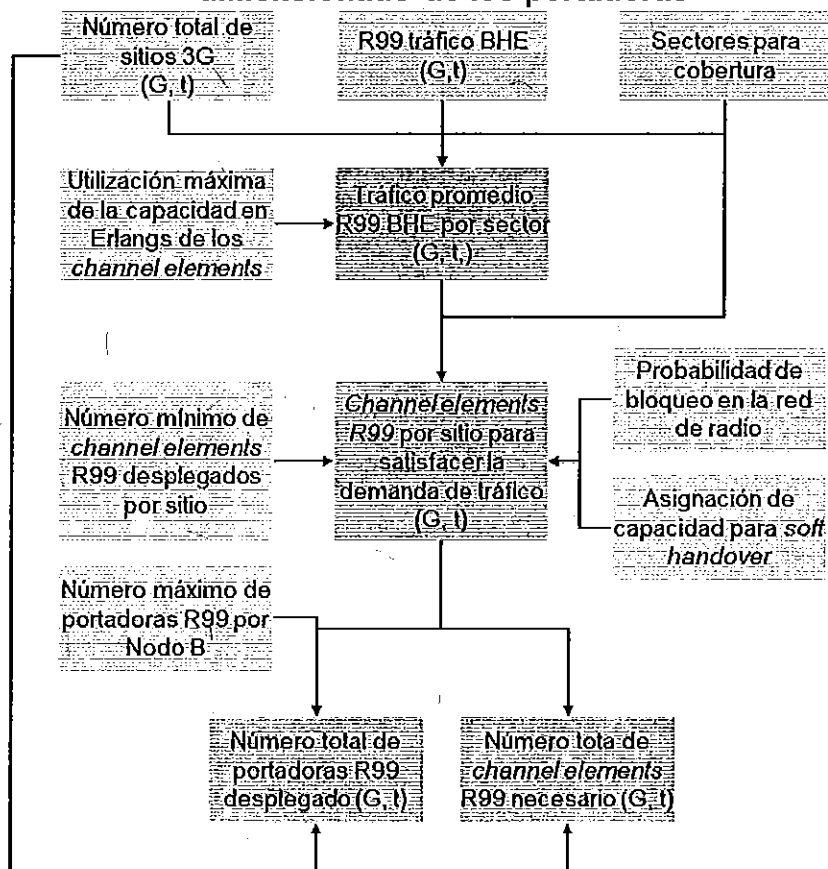 Número total de
sitios 3G
(G, t)
R99 tráfico BHE
(G,t)
Sectores para
cobertura
Utilización máxima
de la capacidad en
Erlangs de los
channel elements
Tráfico promedio
R99 BHE por sector
(G, t,)
Número mínimo de
channel elements
R99 desplegados
por sitio
Channel elements
R99 por sitio para
satisfacer la
demanda de tráfico
(G, t)
Probabilidad de
bloqueo en la red
de radio
Asignación de
capacidad para soft
handover
Número máximo de
portadoras R99 por
Nodo B
Número total de
portadoras R99
desplegado (G, t)
Número tota de
channel elements
R99 necesario (G, t)